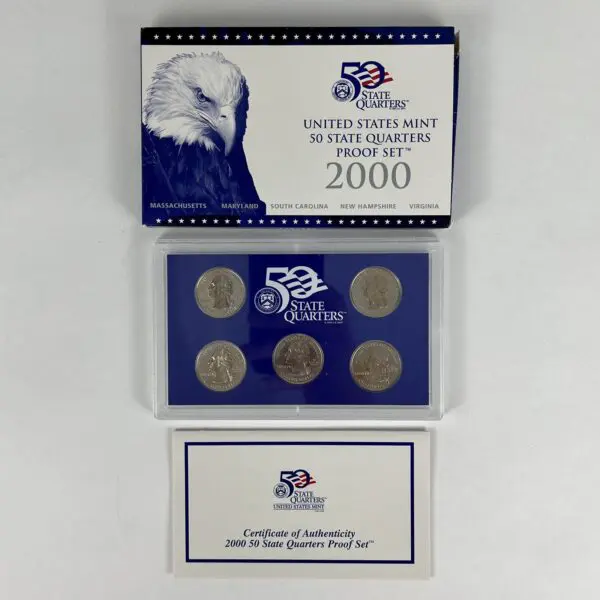 50
STATE
QUARTERS™
UNITED STATES MINT
50 STATE QUARTERS
PROOF SET™
2000
MASSACHUSETTS MARYLAND SOUTH CAROLINA NEW HAMPSHIRE VIRGINIA
50
STATE
QUARTERS
50
STATE
QUARTERS
UNITED STATES MINT
Certificate of Authenticity
2000 50 State Quarters Proof Set™